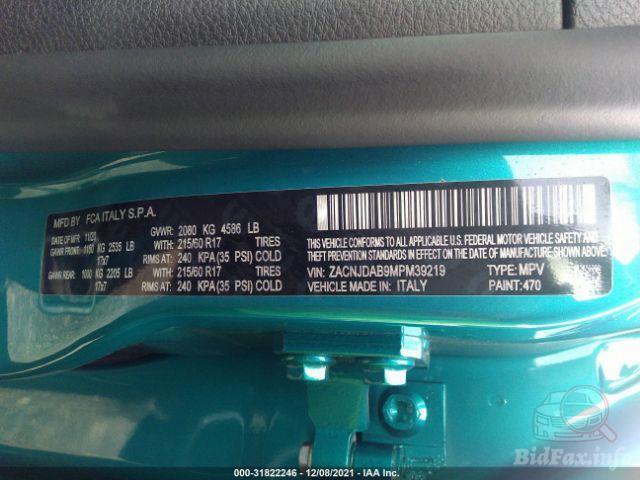 MFD BY FCA ITALY S.P.A.
DATE OF MFR 11/20 GVWR: 2080 KG 4586 LB
GAWR FRONT: 1150 KG 2535 LB WITH: 215/60 R17 TIRES
17x7 RIMS AT: 240 KPA (35 PSI) COLD
GAWR REAR: 1000 KG 2205 LB WITH: 215/60 R17 TIRES
17x7 RIMS AT: 240 KPA (35 PSI) COLD
THIS VEHICLE CONFORMS TO ALL APPLICABLE U.S. FEDERAL MOTOR VEHICLE SAFETY, BUMPER AND
THEFT PREVENTION STANDARDS IN EFFECT ON THE DATE OF MANUFACTURE SHOWN ABOVE
VIN: ZACNJDAB9MPM39219 TYPE: MPV
VEHICLE MADE IN: ITALY PAINT: 470
000-31822246 - 12/08/2021 - IAA Inc.
BidFax.info